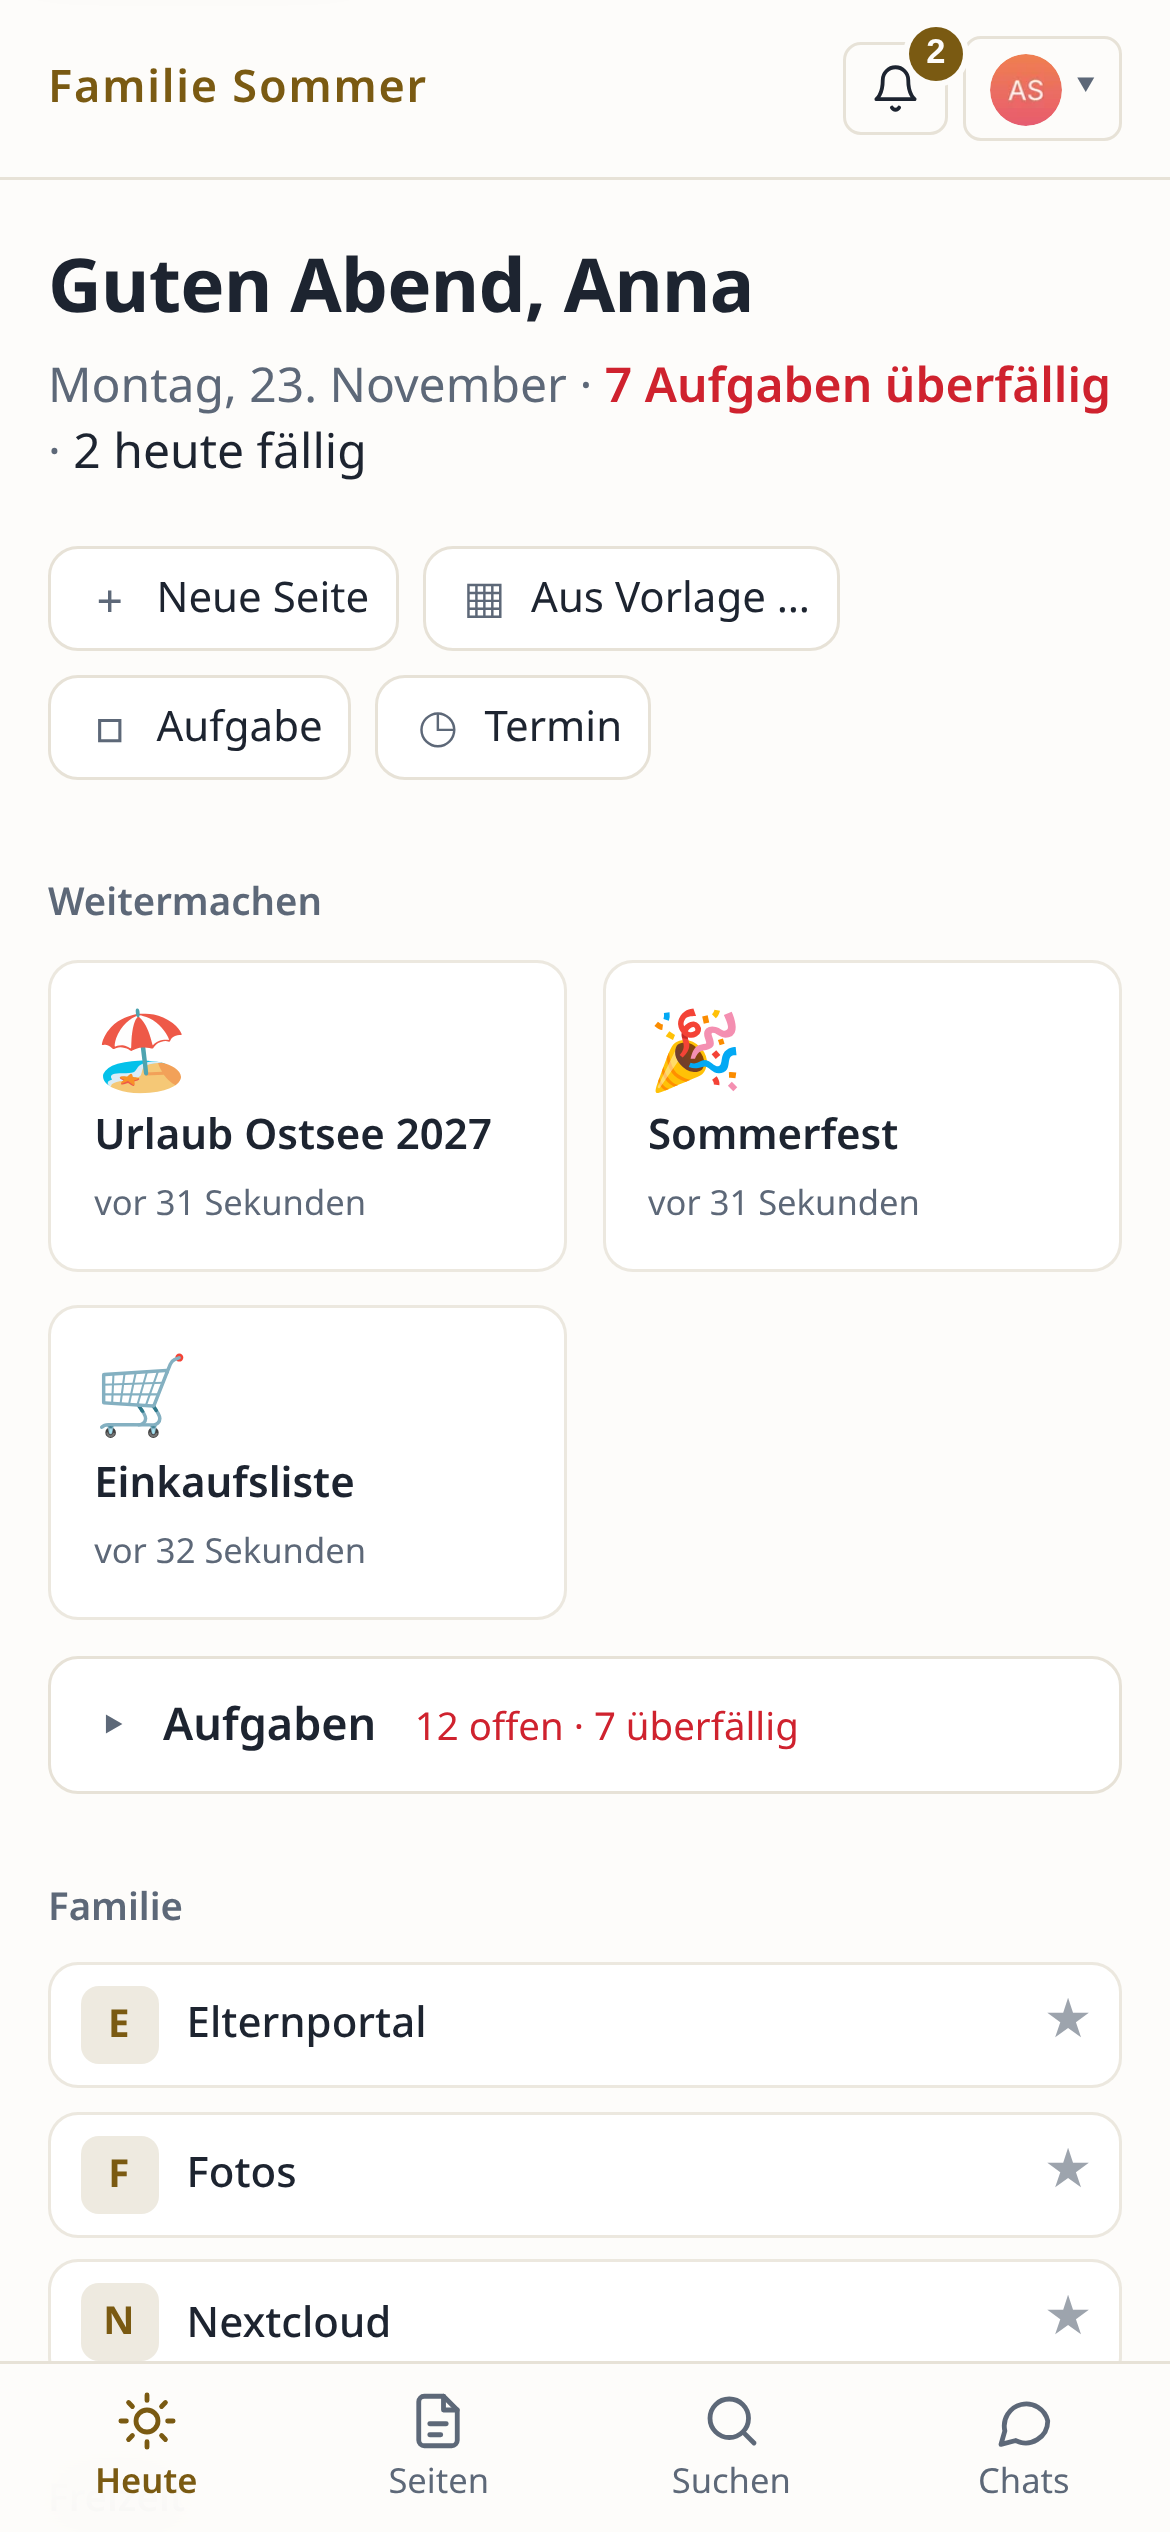 Familie Sommer
2
AS
Guten Abend, Anna
Montag, 23. November · 7 Aufgaben überfällig
· 2 heute fällig
+ Neue Seite
Aus Vorlage ...
Aufgabe
Termin
Weitermachen
Urlaub Ostsee 2027
vor 31 Sekunden
Sommerfest
vor 31 Sekunden
Einkaufsliste
vor 32 Sekunden
Aufgaben 12 offen · 7 überfällig
Familie
E Elternportal
F Fotos
N Nextcloud
Freizeit
Heute
Seiten
Suchen
Chats